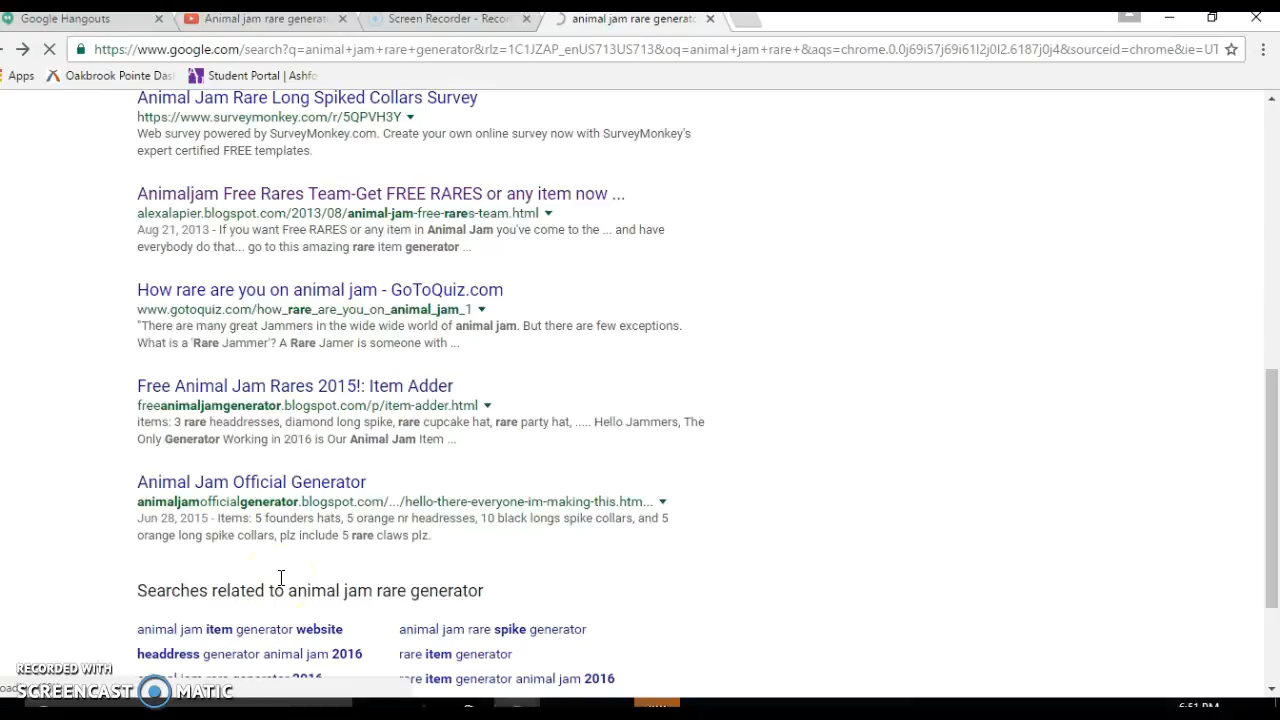 Google Hangouts
Animal jam rare generat
Screen Recorder - Recor
animal jam rare generat
https://www.google.com/search?q=animal+jam+rare+generator&rlz=1C1JZAP_enUS713US713&oq=animal+jam+rare+&aqs=chrome.0.0j69i57j69i61l2j0l2.6187j0j4&sourceid=chrome&ie=UT
Apps
Oakbrook Pointe Das
Student Portal | Ashfo
Animal Jam Rare Long Spiked Collars Survey
https://www.surveymonkey.com/r/5QPVH3Y
Web survey powered by SurveyMonkey.com. Create your own online survey now with SurveyMonkey's
expert certified FREE templates.
Animaljam Free Rares Team-Get FREE RARES or any item now ...
alexalapier.blogspot.com/2013/08/animal-jam-free-rares-team.html
Aug 21, 2013 - If you want Free RARES or any item in Animal Jam you've come to the ... and have
everybody do that... go to this amazing rare item generator ...
How rare are you on animal jam - GoToQuiz.com
www.gotoquiz.com/how_rare_are_you_on_animal_jam_1
"There are many great Jammers in the wide wide world of animal jam. But there are few exceptions.
What is a 'Rare Jammer'? A Rare Jamer is someone with ...
Free Animal Jam Rares 2015!: Item Adder
freeanimaljamgenerator.blogspot.com/p/item-adder.html
items: 3 rare headdresses, diamond long spike, rare cupcake hat, rare party hat, ..... Hello Jammers, The
Only Generator Working in 2016 is Our Animal Jam Item ...
Animal Jam Official Generator
animaljamofficialgenerator.blogspot.com/.../hello-there-everyone-im-making-this.htm...
Jun 28, 2015 - Items: 5 founders hats, 5 orange nr headresses, 10 black longs spike collars, and 5
orange long spike collars, plz include 5 rare claws plz.
Searches related to animal jam rare generator
animal jam item generator website
animal jam rare spike generator
headdress generator animal jam 2016
rare item generator
animal jam rare generator 2016
rare item generator animal jam 2016
RECORDED WITH
SCREENCAST MATIC
6:51 PM